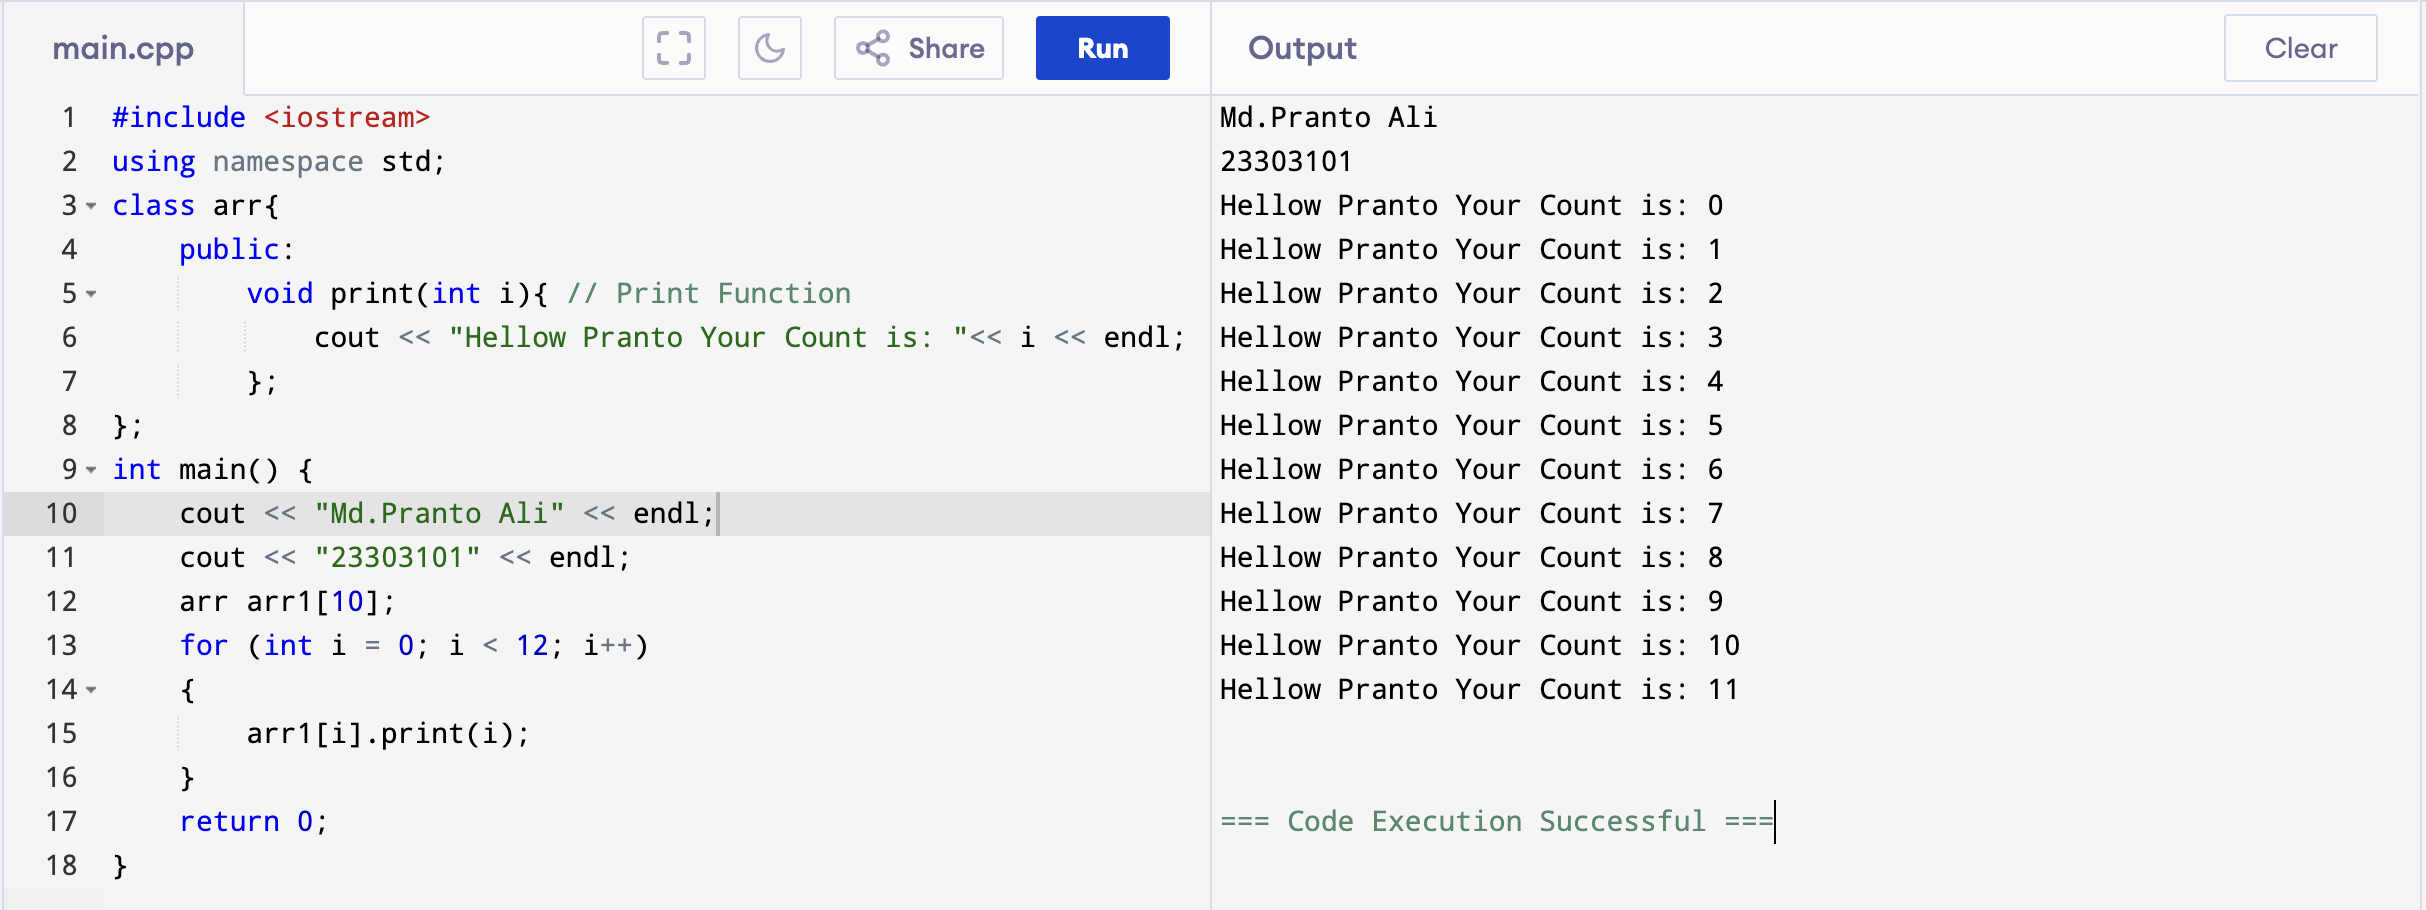 main.cpp
Share
Run
Output
Clear
1 #include <iostream>
2 using namespace std;
3 class arr{
4     public:
5         void print(int i){ // Print Function
6             cout << "Hellow Pranto Your Count is: "<< i << endl;
7         };
8 };
9 int main() {
10     cout << "Md.Pranto Ali" << endl;
11     cout << "23303101" << endl;
12     arr arr1[10];
13     for (int i = 0; i < 12; i++)
14     {
15         arr1[i].print(i);
16     }
17     return 0;
18 }
Md.Pranto Ali
23303101
Hellow Pranto Your Count is: 0
Hellow Pranto Your Count is: 1
Hellow Pranto Your Count is: 2
Hellow Pranto Your Count is: 3
Hellow Pranto Your Count is: 4
Hellow Pranto Your Count is: 5
Hellow Pranto Your Count is: 6
Hellow Pranto Your Count is: 7
Hellow Pranto Your Count is: 8
Hellow Pranto Your Count is: 9
Hellow Pranto Your Count is: 10
Hellow Pranto Your Count is: 11
=== Code Execution Successful ===